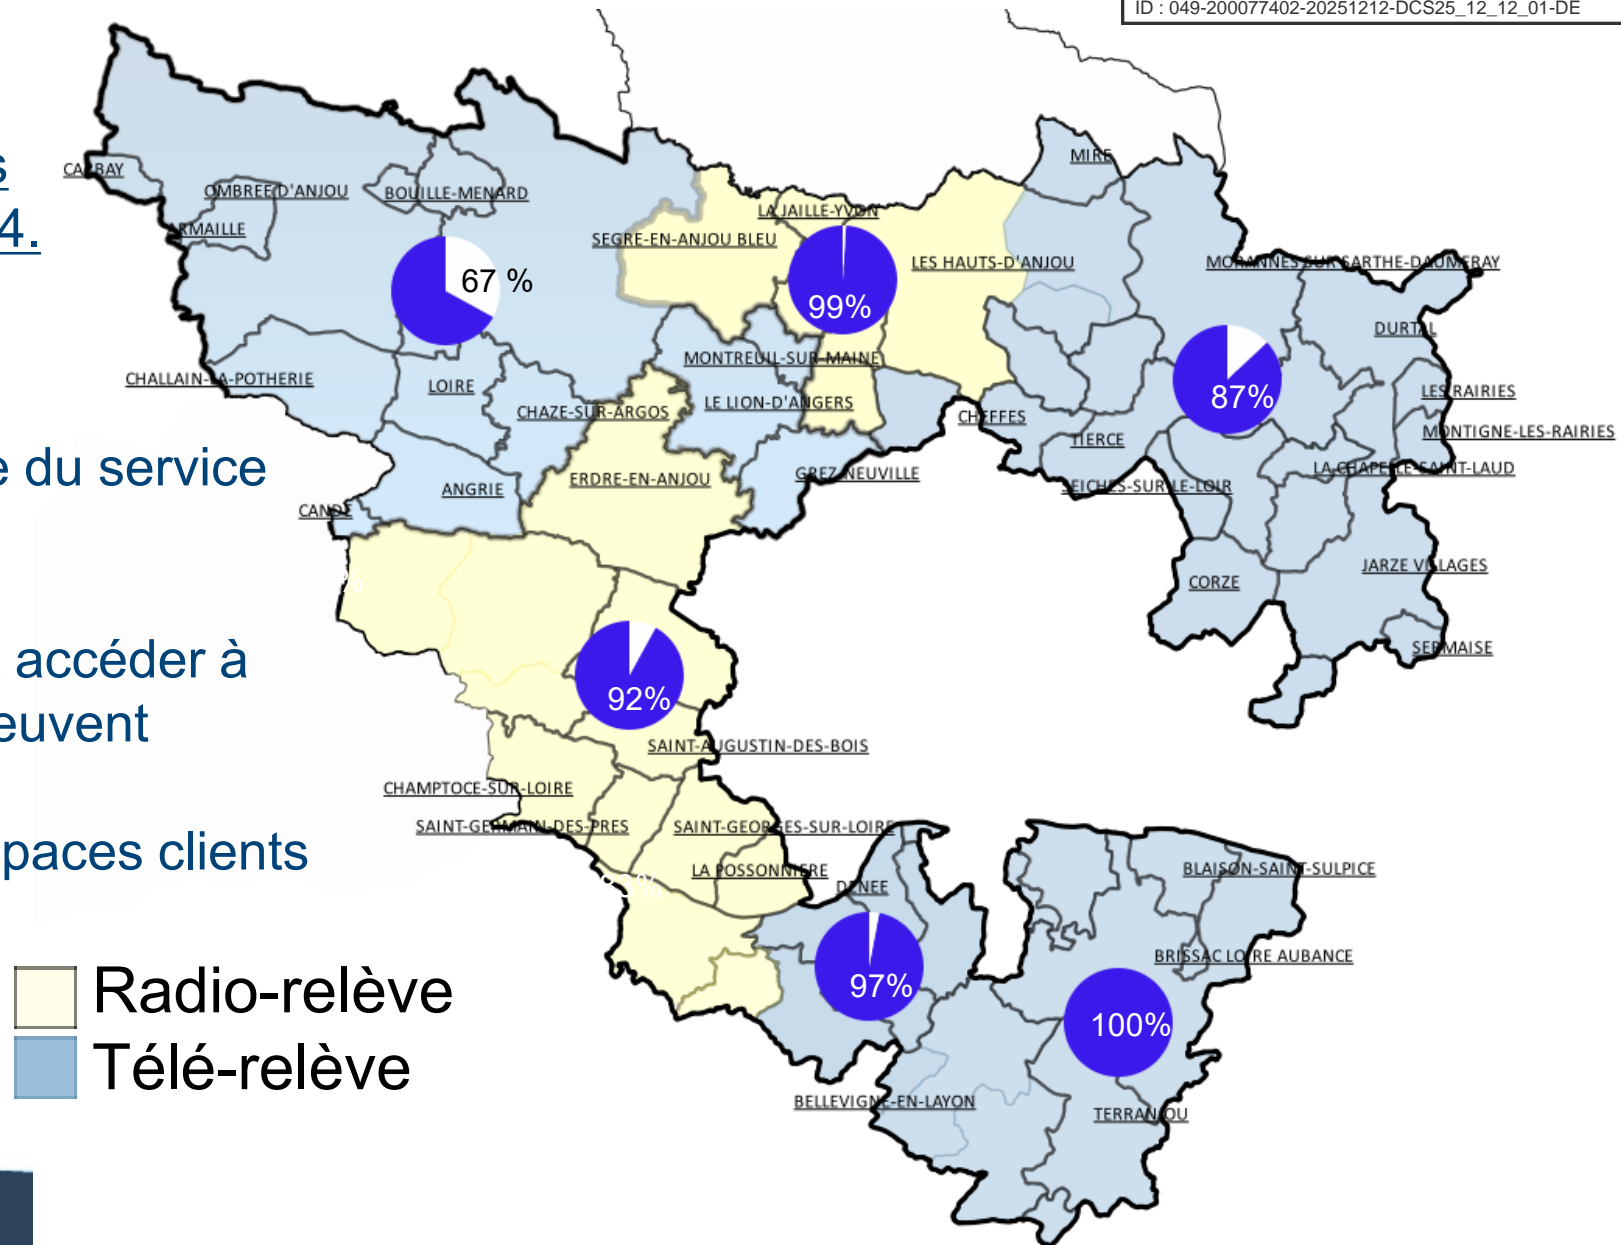 ID : 049-200077402-20251212-DCS25_12_12_01-DE
s
4.
e du service
accéder à
euvent
paces clients
CARBAY
OMBREE D'ANJOU
BOUILLE-MENARD
ARMAILLE
67 %
CHALLAIN-LA-POTHERIE
LOIRE
CHAZE-SUR-ARGOS
ANGRIE
CANDE
ERDRE-EN-ANJOU
SEGRE-EN-ANJOU BLEU
LA JAILLE-YVON
99%
LES HAUTS-D'ANJOU
MIRE
MONTREUIL-SUR-MAINE
LE LION-D'ANGERS
GREZ-NEUVILLE
MORANNES SUR SARTHE-DAUMERAY
DURTAL
87%
LES RAIRIES
MONTIGNE-LES-RAIRIES
LA CHAPELLE-SAINT-LAUD
CHEFFES
TIERCE
SEICHES-SUR-LE-LOIR
CORZE
JARZE VILLAGES
SERMAISE
92%
SAINT-AUGUSTIN-DES-BOIS
CHAMPTOCE-SUR-LOIRE
SAINT-GERMAIN-DES-PRES
SAINT-GEORGES-SUR-LOIRE
LA POSSONNIERE
DENEE
97%
BLAISON-SAINT-SULPICE
BRISSAC LOIRE AUBANCE
100%
BELLEVIGNE-EN-LAYON
TERRANJOU
Radio-relève
Télé-relève